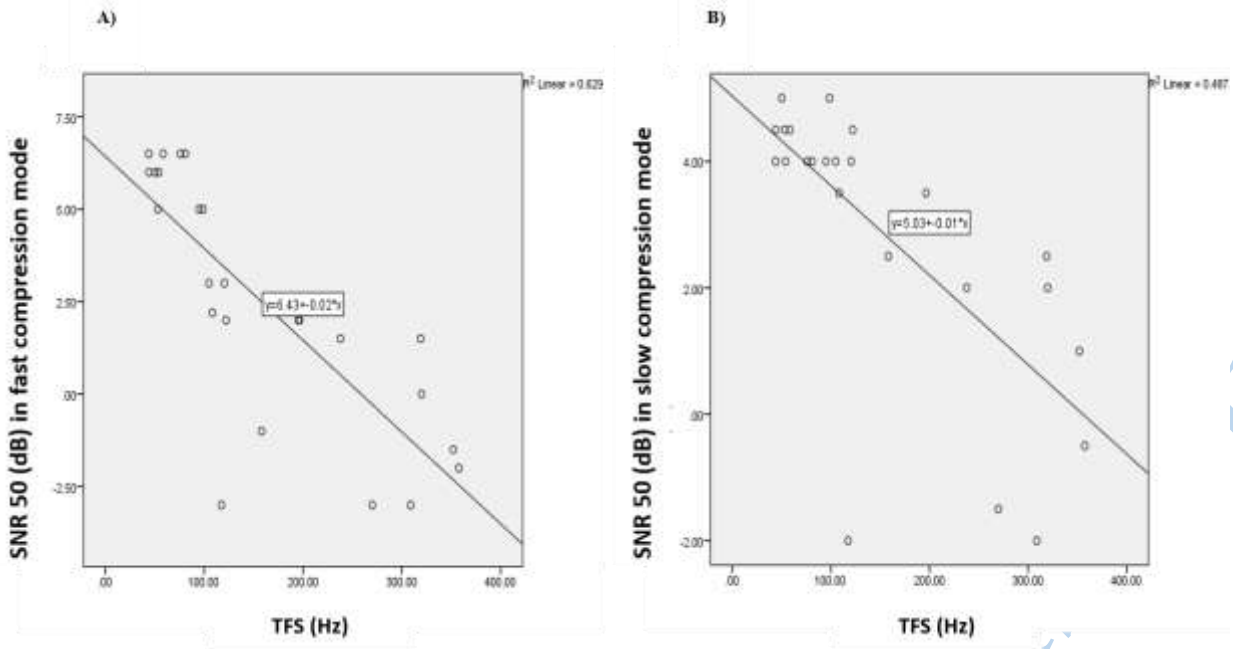 A)
R² Linear = 0.629
SNR 50 (dB) in fast compression mode
7.50
5.00
2.50
.00
-2.50
y=6.43+-0.02*x
.00 100.00 200.00 300.00 400.00
TFS (Hz)
B)
R² Linear = 0.487
SNR 50 (dB) in slow compression mode
4.00
2.00
.00
-2.00
y=5.03+-0.01*x
.00 100.00 200.00 300.00 400.00
TFS (Hz)